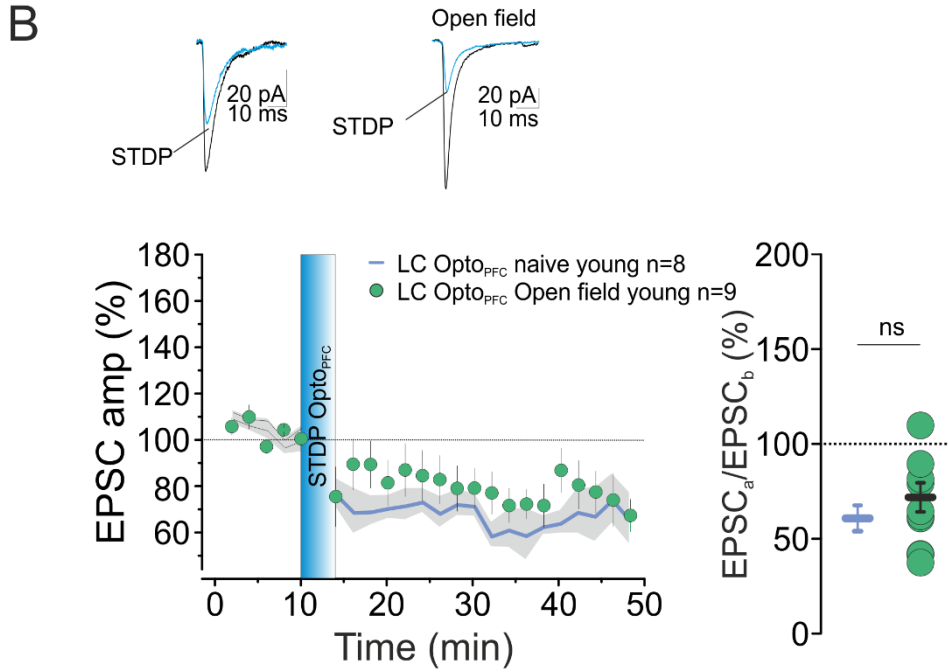 B
Open field
20 pA
10 ms
STDP
20 pA
10 ms
STDP
180
160
140
120
100
80
60
EPSC amp (%)
LC OptoPFC naive young n=8
LC OptoPFC Open field young n=9
STDP OptoPFC
0
10
20
30
40
50
Time (min)
200
150
100
50
0
EPSCa/EPSCb (%)
ns